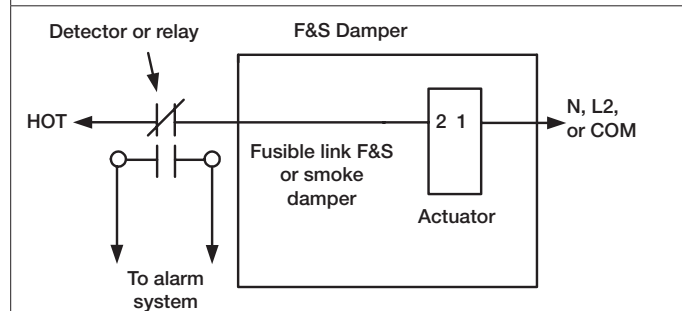 Detector or relay
F&S Damper
HOT
2 1
N, L2,
or COM
Fusible link F&S
or smoke
damper
Actuator
To alarm
system